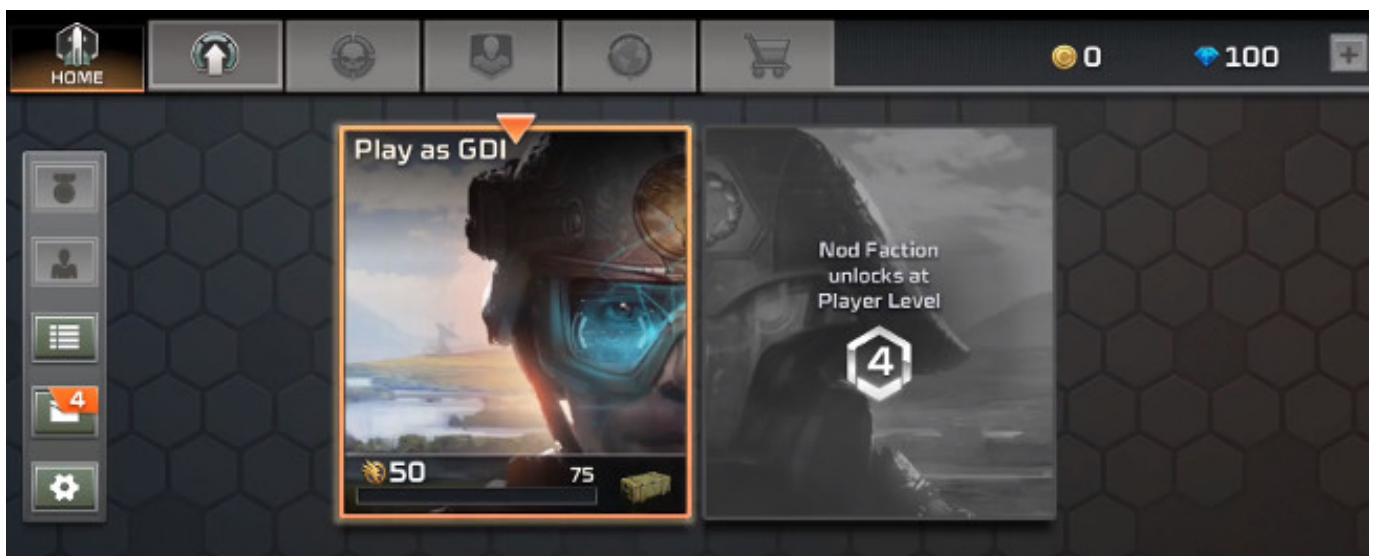 HOME
0
100
Play as GDI
Nod Faction
unlocks at
Player Level
4
4
50
75